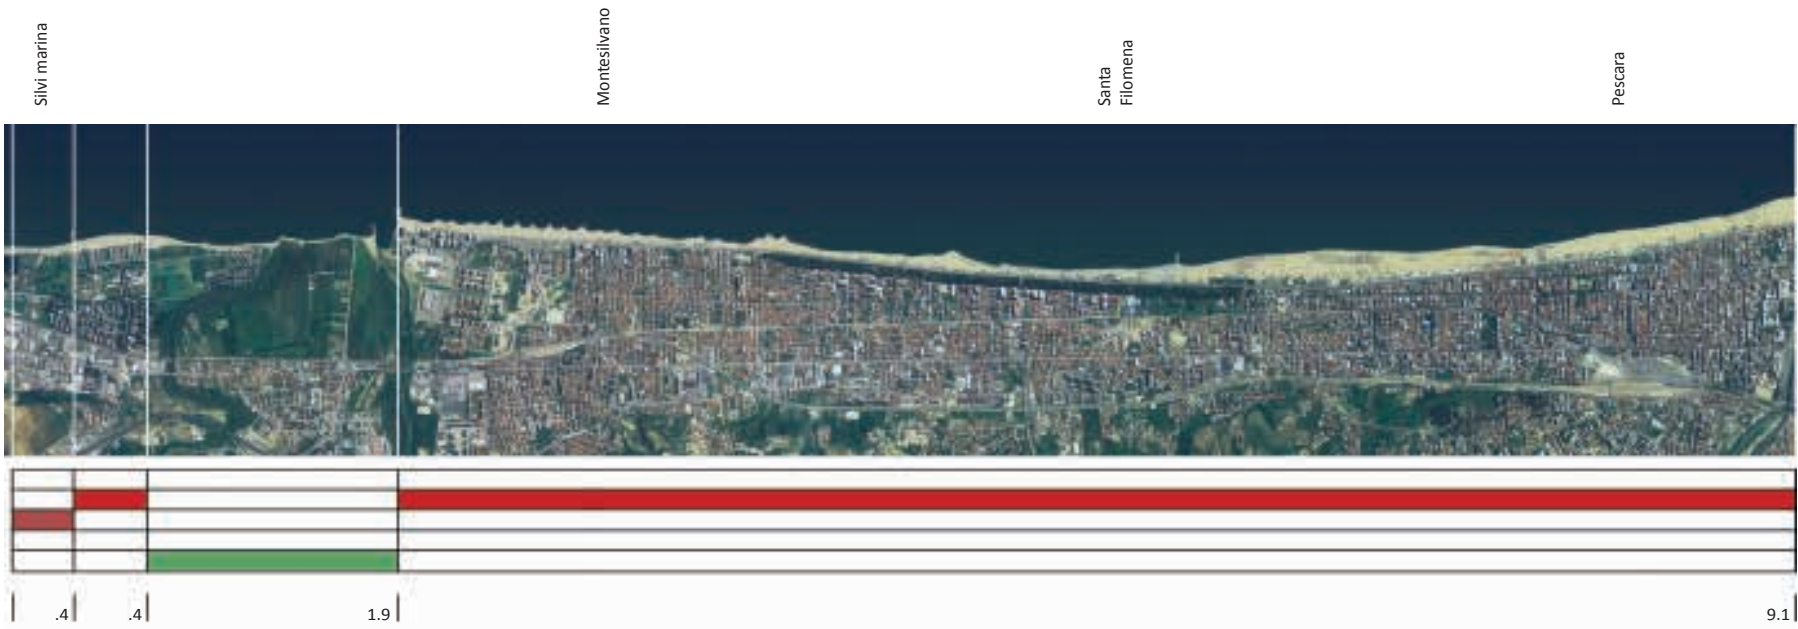 Silvi marina
Montesilvano
Santa
Filomena
Pescara
.4
.4
1.9
9.1